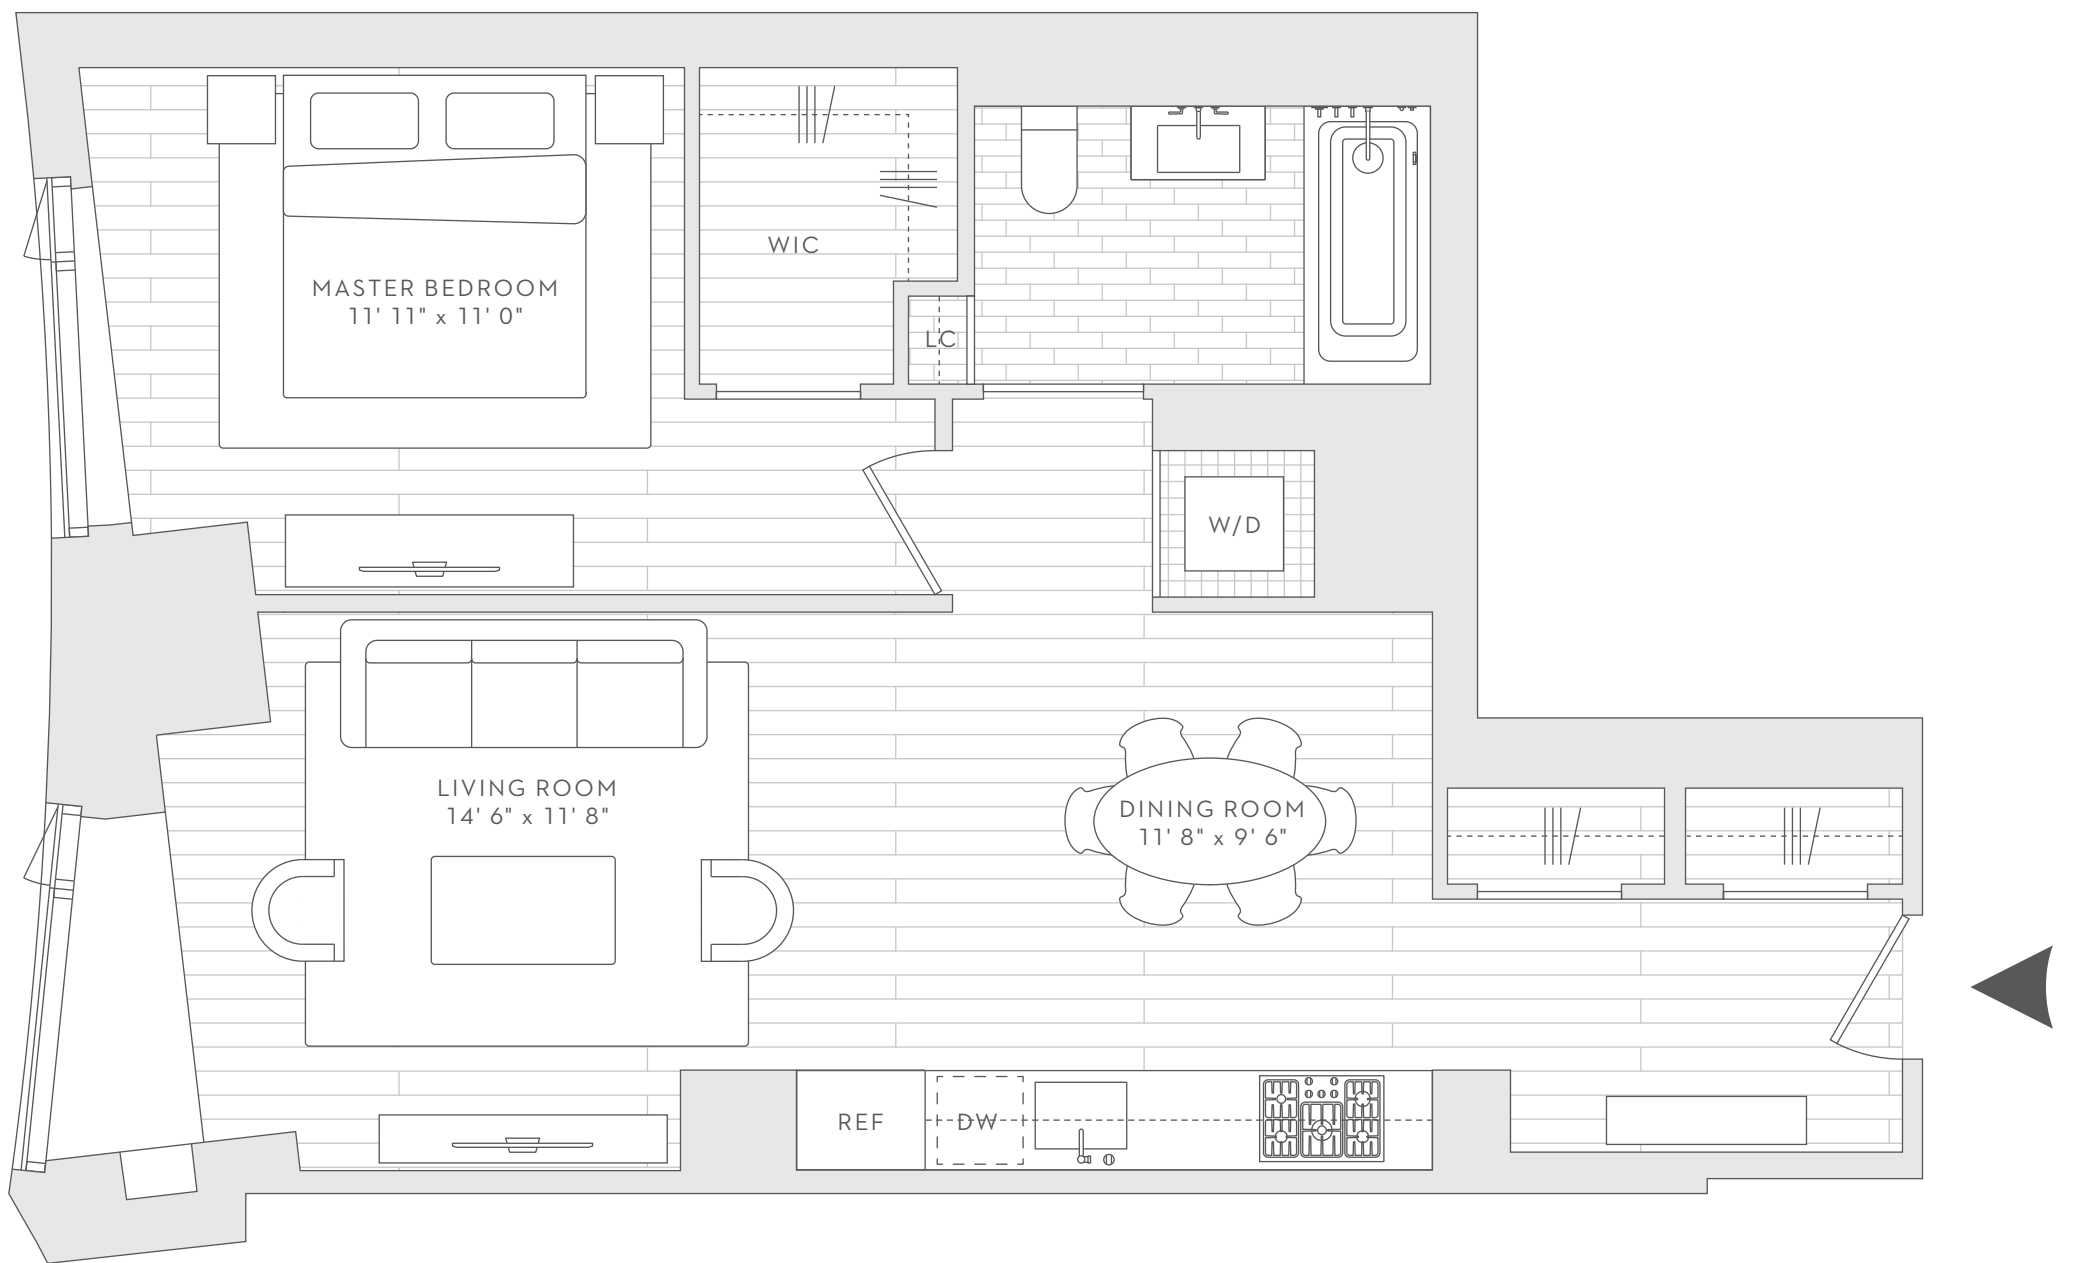 WIC
MASTER BEDROOM
11' 11" x 11' 0"
LC
W/D
LIVING ROOM
14' 6" x 11' 8"
DINING ROOM
11' 8" x 9' 6"
REF
DW